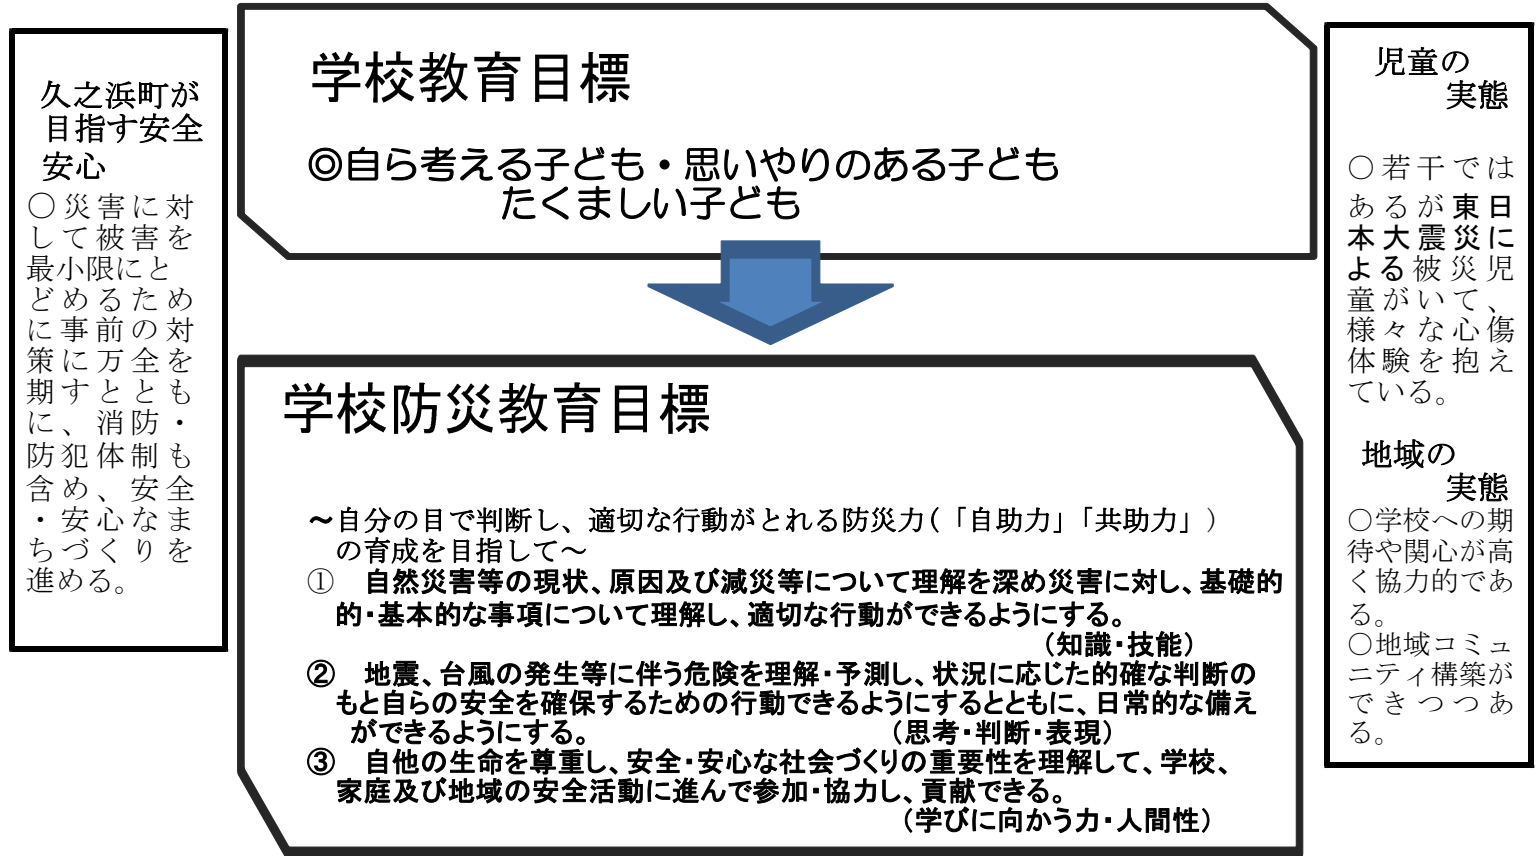 久之浜町が
目指す安全
安心
○災害に対
して被害を
最小限にと
どめるため
に事前の対
策に万全を
期すととも
に、消防・
防犯体制も
含め、安全
・安心なま
ちづくりを
進める。
学校教育目標
◎自ら考える子ども・思いやりのある子ども
たくましい子ども
学校防災教育目標
～自分の目で判断し、適切な行動がとれる防災力(「自助力」「共助力」)
の育成を目指して～
① 自然災害等の現状、原因及び減災等について理解を深め災害に対し、基礎的
的・基本的な事項について理解し、適切な行動ができるようにする。
(知識・技能)
② 地震、台風の発生等に伴う危険を理解・予測し、状況に応じた的確な判断の
もと自らの安全を確保するための行動できるようにするとともに、日常的な備え
ができるようにする。 (思考・判断・表現)
③ 自他の生命を尊重し、安全・安心な社会づくりの重要性を理解して、学校、
家庭及び地域の安全活動に進んで参加・協力し、貢献できる。
(学びに向かう力・人間性)
児童の
実態
○若干では
あるが東日
本大震災に
よる被災児
童がいて、
様々な心傷
体験を抱え
ている。
地域の
実態
○学校への期
待や関心が高
く協力的であ
る。
○地域コミュ
ニティ構築が
できつつあ
る。